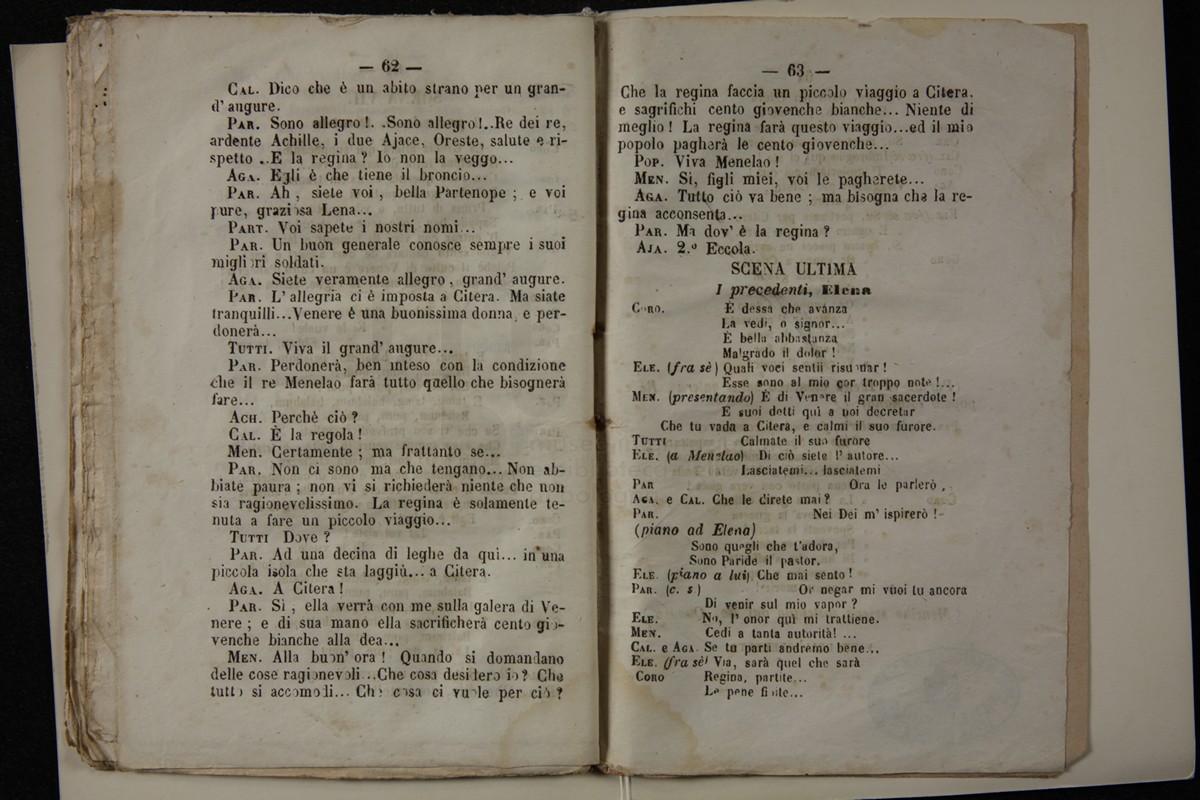 — 62 —
CAL. Dico che è un abito strano per un gran-
d' augure.
PAR. Sono allegro!. .Sono allegro!..Re dei re,
ardente Achille, i due Ajace, Oreste, salute e ri-
spetto ..E la regina? Io non la veggo...
AGA. Egli è che tiene il broncio...
PAR. Ah, siete voi, bella Partenope; e voi
pure, graziosa Lena...
PART. Voi sapete i nostri nomi...
PAR. Un buon generale conosce sempre i suoi
migliori soldati.
AGA. Siete veramente allegro, grand' augure.
PAR. L' allegria ci è imposta a Citera. Ma siate
tranquilli...Venere è una buonissima donna, e per-
donerà...
TUTTI. Viva il grand' augure...
PAR. Perdonerà, ben inteso con la condizione
che il re Menelao farà tutto quello che bisognerà
fare...
ACH. Perchè ciò?
CAL. È la regola!
Men. Certamente; ma frattanto se...
PAR. Non ci sono ma che tengano... Non ab-
biate paura; non vi si richiederà niente che non
sia ragionevelissimo. La regina è solamente te-
nuta a fare un piccolo viaggio...
TUTTI Dove?
PAR. Ad una decina di leghe da qui... in una
piccola isola che sta laggiù... a Citera.
AGA. A Citera!
PAR. Si, ella verrà con me sulla galera di Ve-
nere; e di sua mano ella sacrificherà cento gio-
venche bianche alla dea...
MEN. Alla buon' ora! Quando si domandano
delle cose ragionevoli...Che cosa desidero io? Che
tutto si accomodi... Che cosa ci vuole per ciò?
— 63 —
Che la regina faccia un piccolo viaggio a Citera.
e sagrifichi cento giovenche bianche... Niente di
meglio! La regina farà questo viaggio...ed il mio
popolo pagherà le cento giovenche...
POP. Viva Menelao!
MEN. Si, figli miei, voi le pagherete...
AGA. Tutto ciò va bene; ma bisogna che la re-
gina acconsenta...
PAR. Ma dov' è la regina?
AJA. 2.º Eccola.
SCENA ULTIMA
I precedenti, Elena
CORO. È dessa che avanza
La vedi, o signor...
È bella abbastanza
Malgrado il dolor!
ELE. (fra sè) Quali voci sentii risuonar!
Esse sono al mio cor troppo note!...
MEN. (presentando) È di Venere il gran sacerdote!
E suoi detti quì a noi decretar
Che tu vada a Citera, e calmi il suo furore.
TUTTI Calmate il suo furore
ELE. (a Menelao) Di ciò siete l' autore...
Lasciatemi... lasciatemi
PAR Ora le parlerò.
AGA. e CAL. Che le direte mai?
PAR. Nei Dei m' ispirerò!
(piano ad Elena)
Sono quegli che t'adora,
Sono Paride il pastor.
ELE. (piano a lui) Che mai sento!
PAR. (c. s) Or negar mi vuoi tu ancora
Di venir sul mio vapor?
ELE. No, l' onor quì mi trattiene.
MEN. Cedi a tanta autorità! ...
CAL. e AGA. Se tu parti andremo bene...
ELE. (fra sè) Via, sarà quel che sarà
CORO Regina, partite...
Le pene finite...